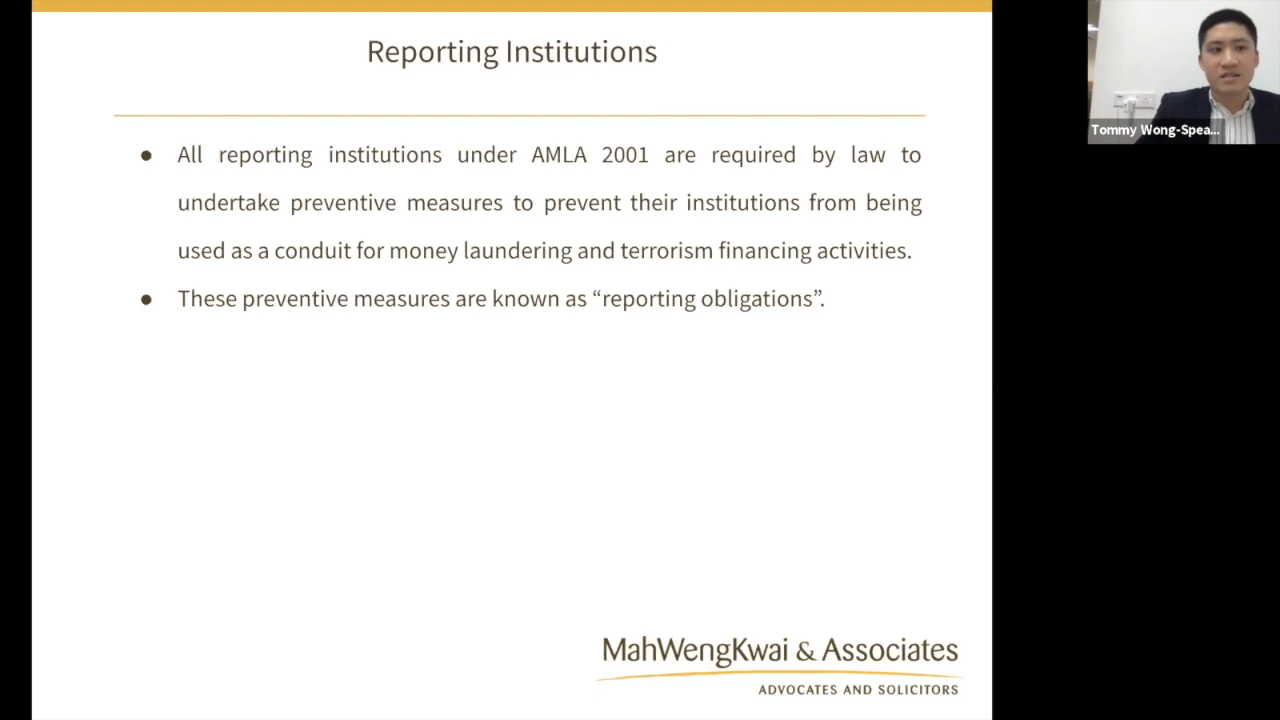 Reporting Institutions
● All reporting institutions under AMLA 2001 are required by law to
undertake preventive measures to prevent their institutions from being
used as a conduit for money laundering and terrorism financing activities.
● These preventive measures are known as “reporting obligations”.
MahWengKwai & Associates
ADVOCATES AND SOLICITORS
Tommy Wong-Spea...